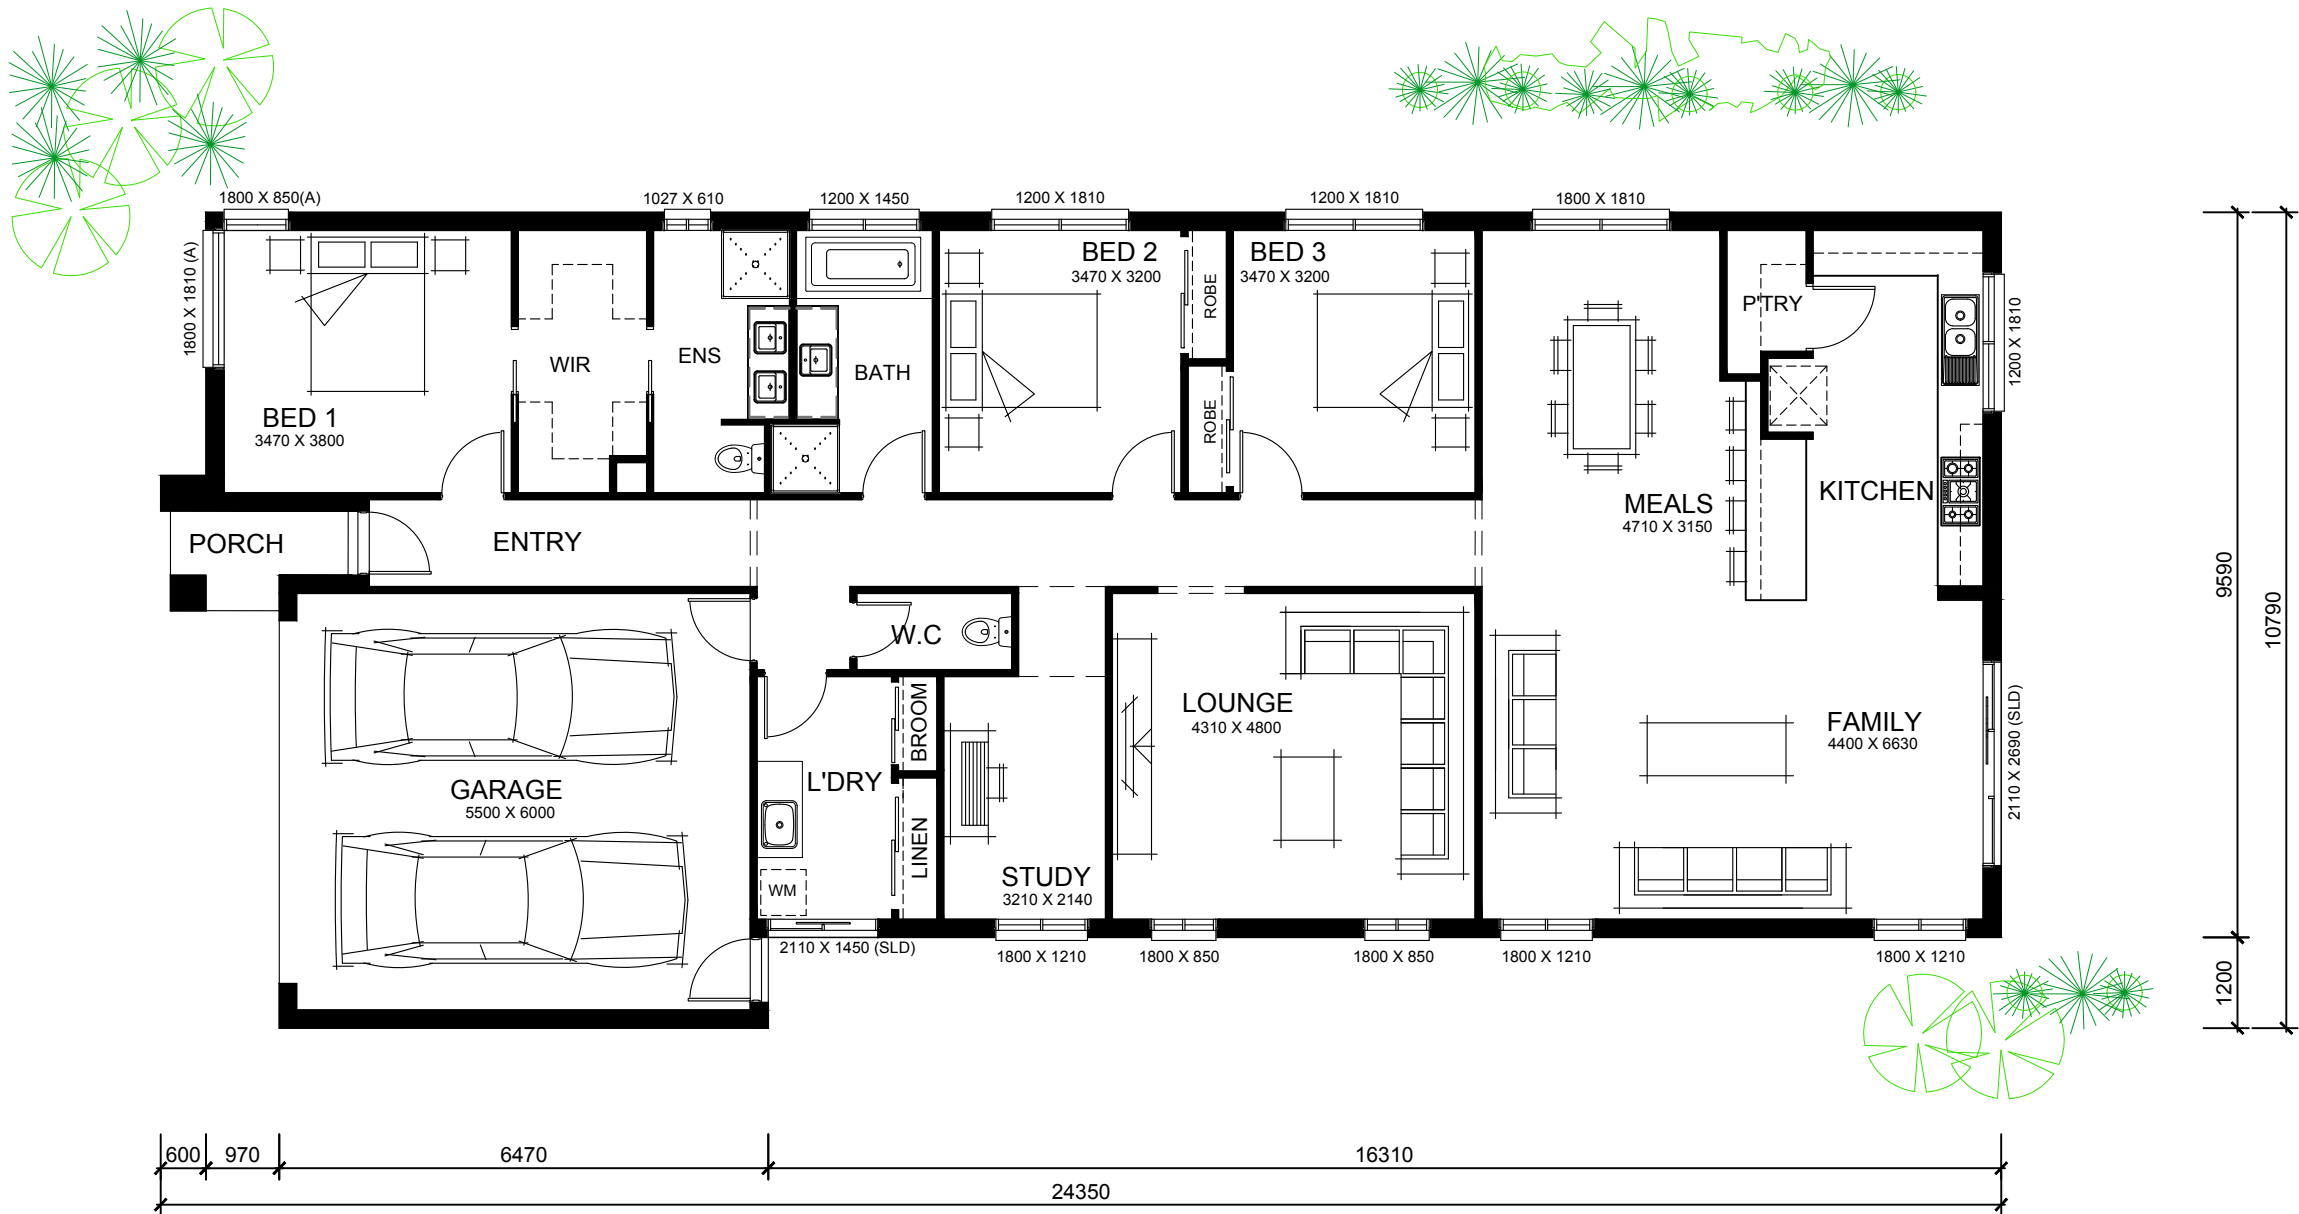 1800 X 850(A)
1027 X 610
1200 X 1450
1200 X 1810
1200 X 1810
1800 X 1810
1800 X 1810 (A)
BED 1
3470 X 3800
WIR
ENS
BATH
BED 2
3470 X 3200
ROBE
ROBE
BED 3
3470 X 3200
P'TRY
1200 X 1810
MEALS
4710 X 3150
KITCHEN
PORCH
ENTRY
W.C
GARAGE
5500 X 6000
L'DRY
BROOM
LINEN
WM
STUDY
3210 X 2140
LOUNGE
4310 X 4800
FAMILY
4400 X 6630
2110 X 2690 (SLD)
2110 X 1450 (SLD)
1800 X 1210
1800 X 850
1800 X 850
1800 X 1210
1800 X 1210
9590
10790
1200
600
970
6470
16310
24350